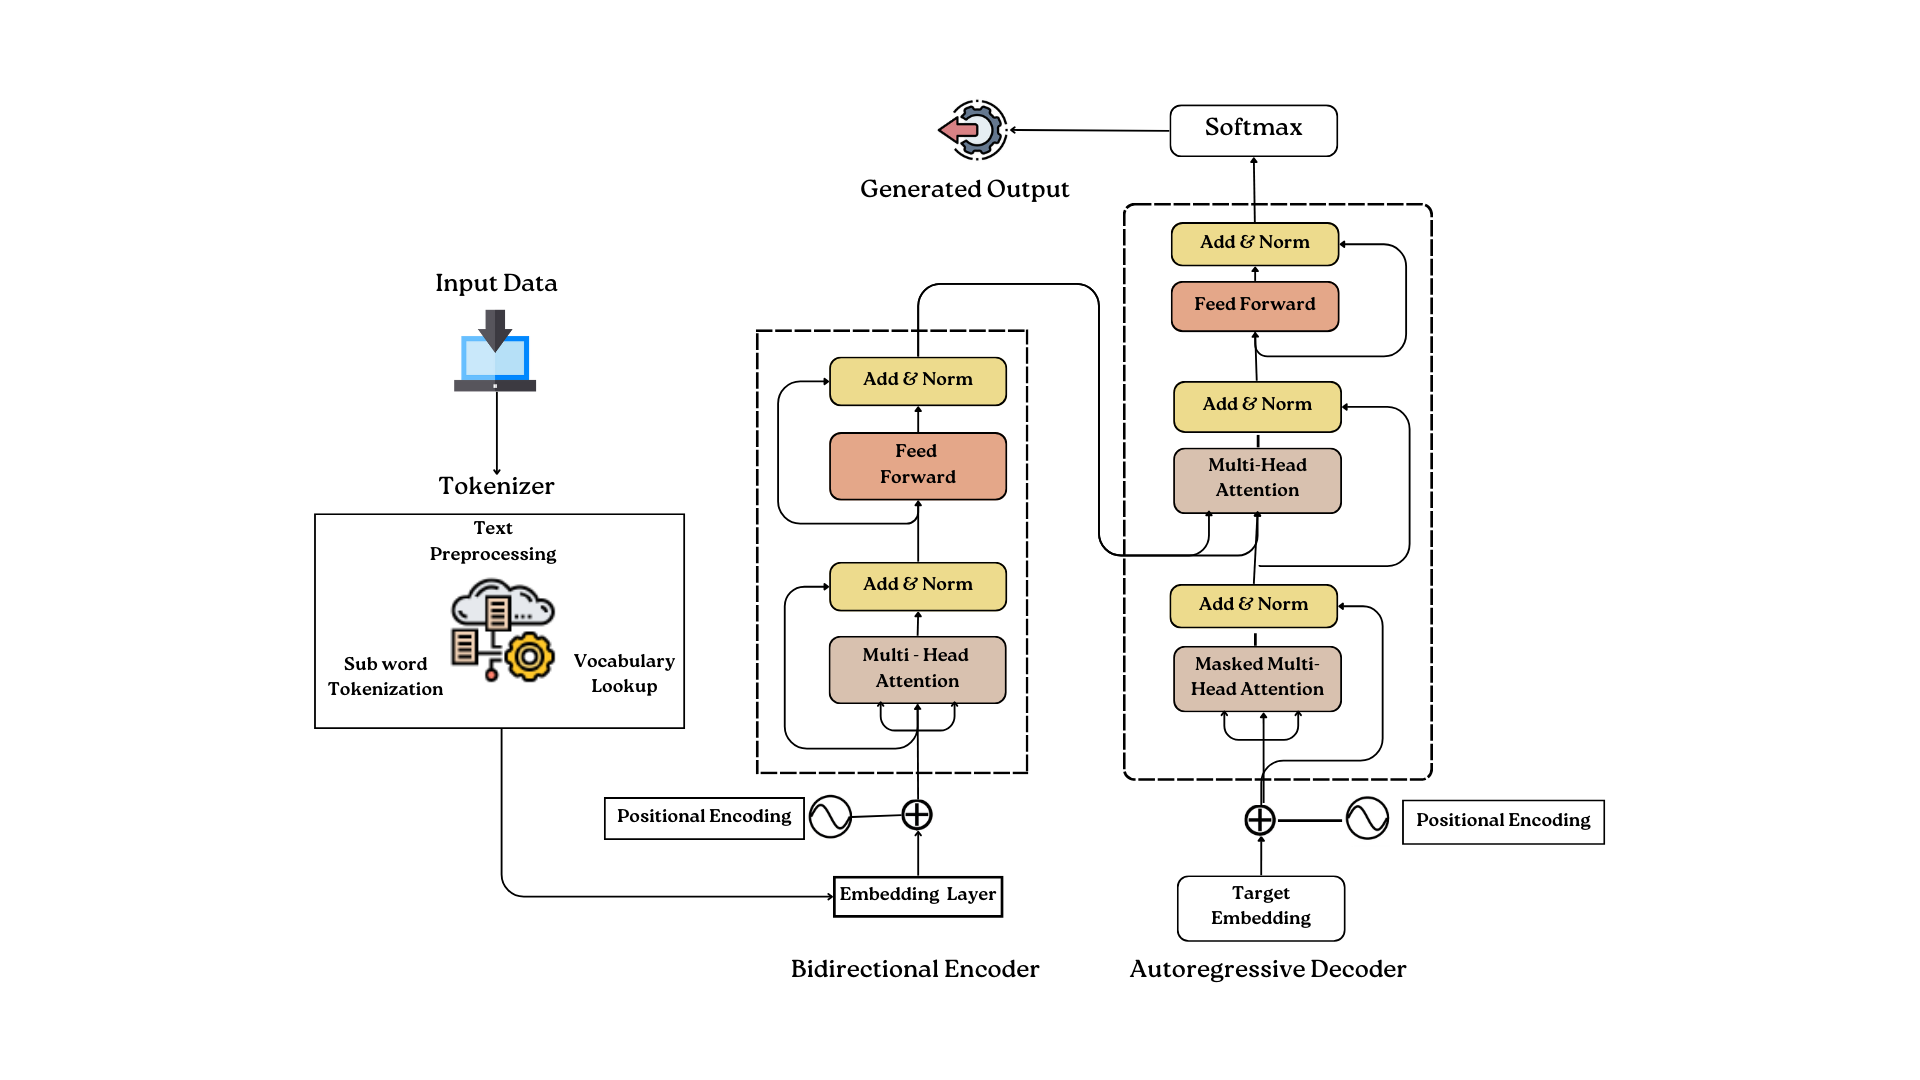 Input Data
Tokenizer
Text
Preprocessing
Sub word
Tokenization
Vocabulary
Lookup
Generated Output
Add & Norm
Feed
Forward
Add & Norm
Multi - Head
Attention
Positional Encoding
Embedding Layer
Bidirectional Encoder
Softmax
Add & Norm
Feed Forward
Add & Norm
Multi-Head
Attention
Add & Norm
Masked Multi-
Head Attention
Positional Encoding
Target
Embedding
Autoregressive Decoder